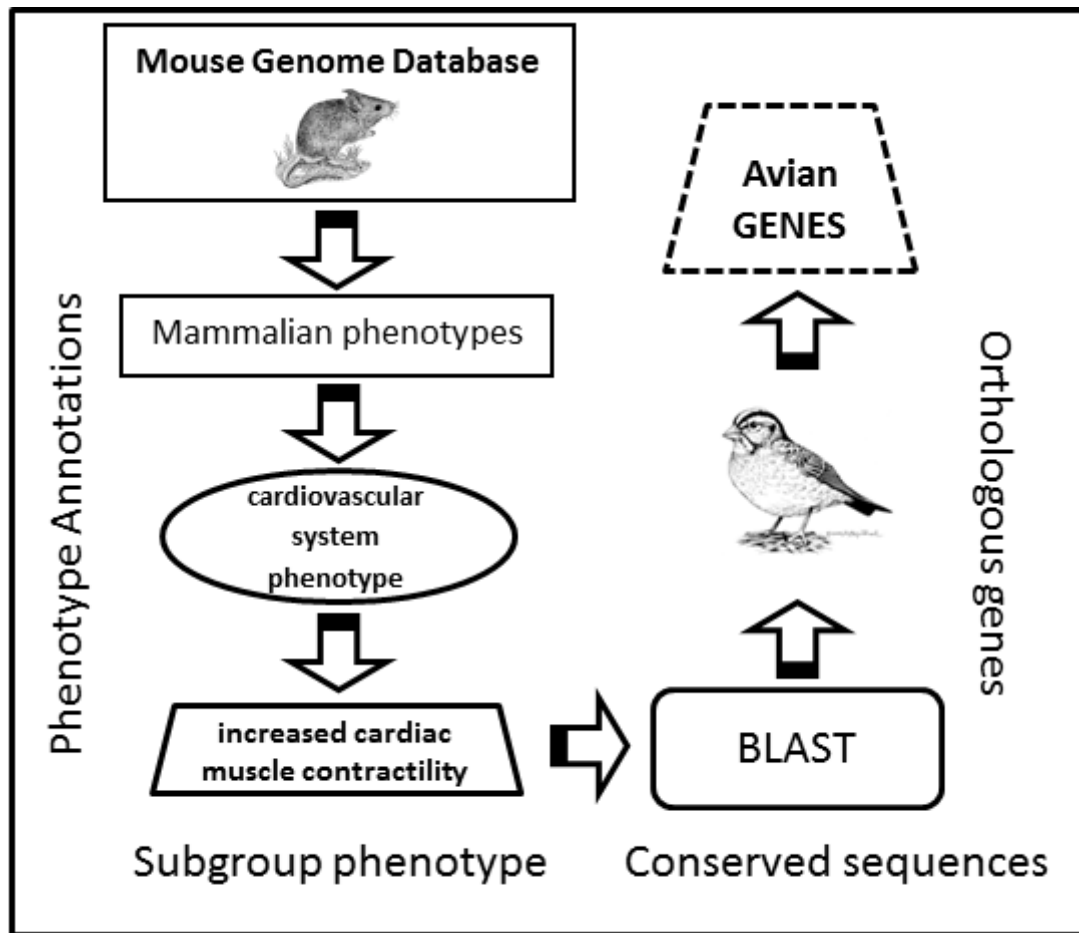 Mouse Genome Database
Mammalian phenotypes
cardiovascular
system
phenotype
increased cardiac
muscle contractility
Phenotype Annotations
Subgroup phenotype
Avian
GENES
BLAST
Orthologous genes
Conserved sequences